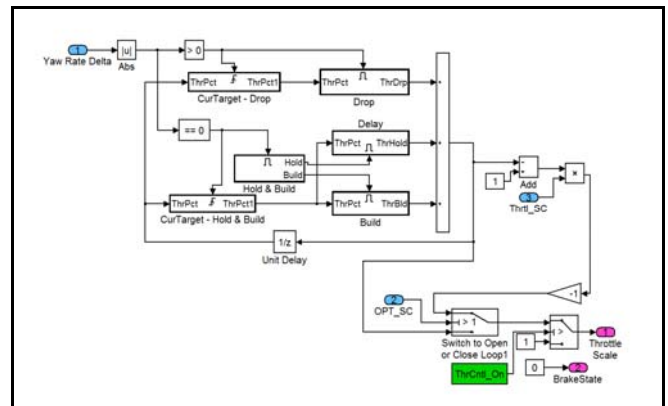 1
Yaw Rate Delta
|u|
Abs
> 0
ThrPct ThrPct1
CurTarget - Drop
ThrPct ThrDrp
Drop
Delay
== 0
ThrPct ThrHold
Hold
Build
Hold & Build
ThrPct ThrPct1
CurTarget - Hold & Build
ThrPct ThrBld
Build
1/z
Unit Delay
1
Add
×
3
Thrtl_SC
-1
2
OPT_SC
> 1
Switch to Open
or Close Loop1
>
1
ThrCntl_On
1
Throttle
Scale
0
2
BrakeState